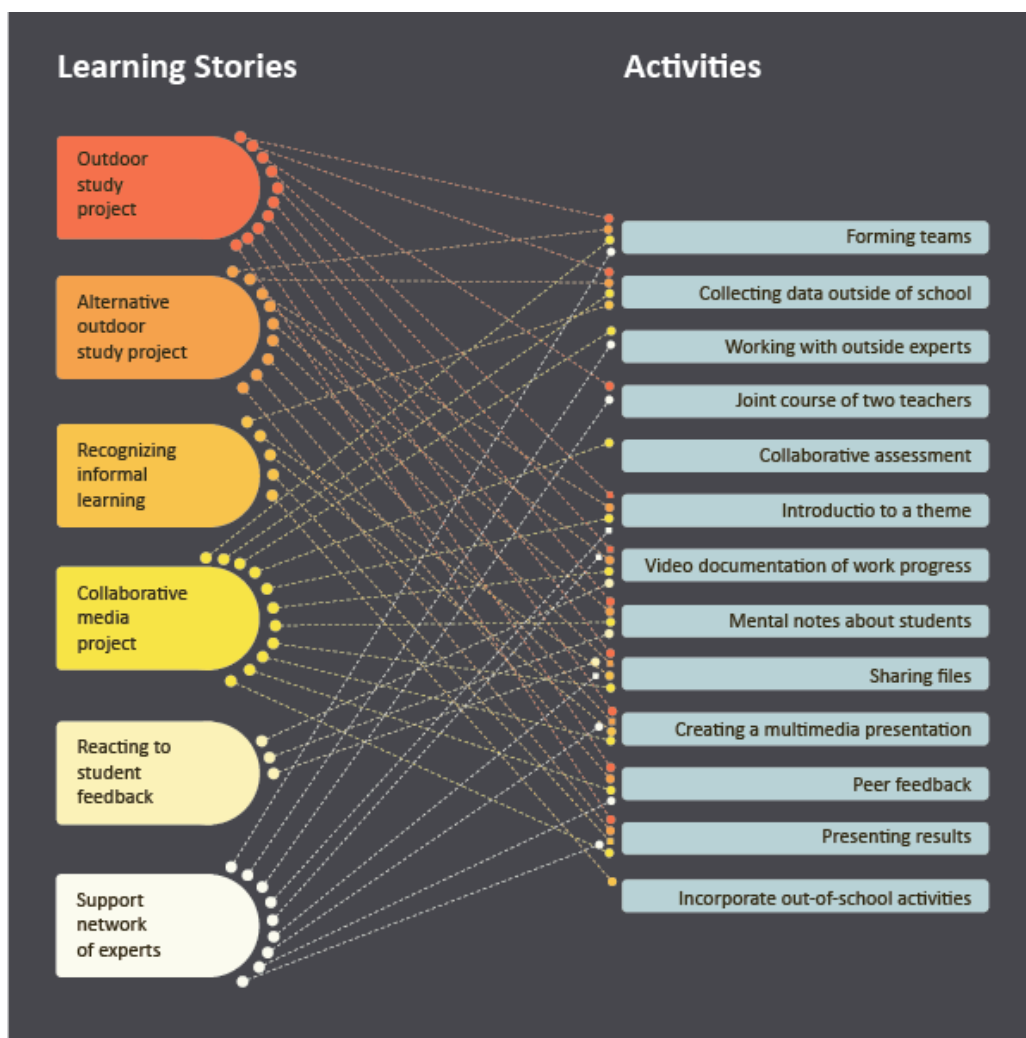 Learning Stories
Activities
Outdoor
study
project
Alternative
outdoor
study project
Recognizing
informal
learning
Collaborative
media
project
Reacting to
student
feedback
Support
network
of experts
Forming teams
Collecting data outside of school
Working with outside experts
Joint course of two teachers
Collaborative assessment
Introductio to a theme
Video documentation of work progress
Mental notes about students
Sharing files
Creating a multimedia presentation
Peer feedback
Presenting results
Incorporate out-of-school activities